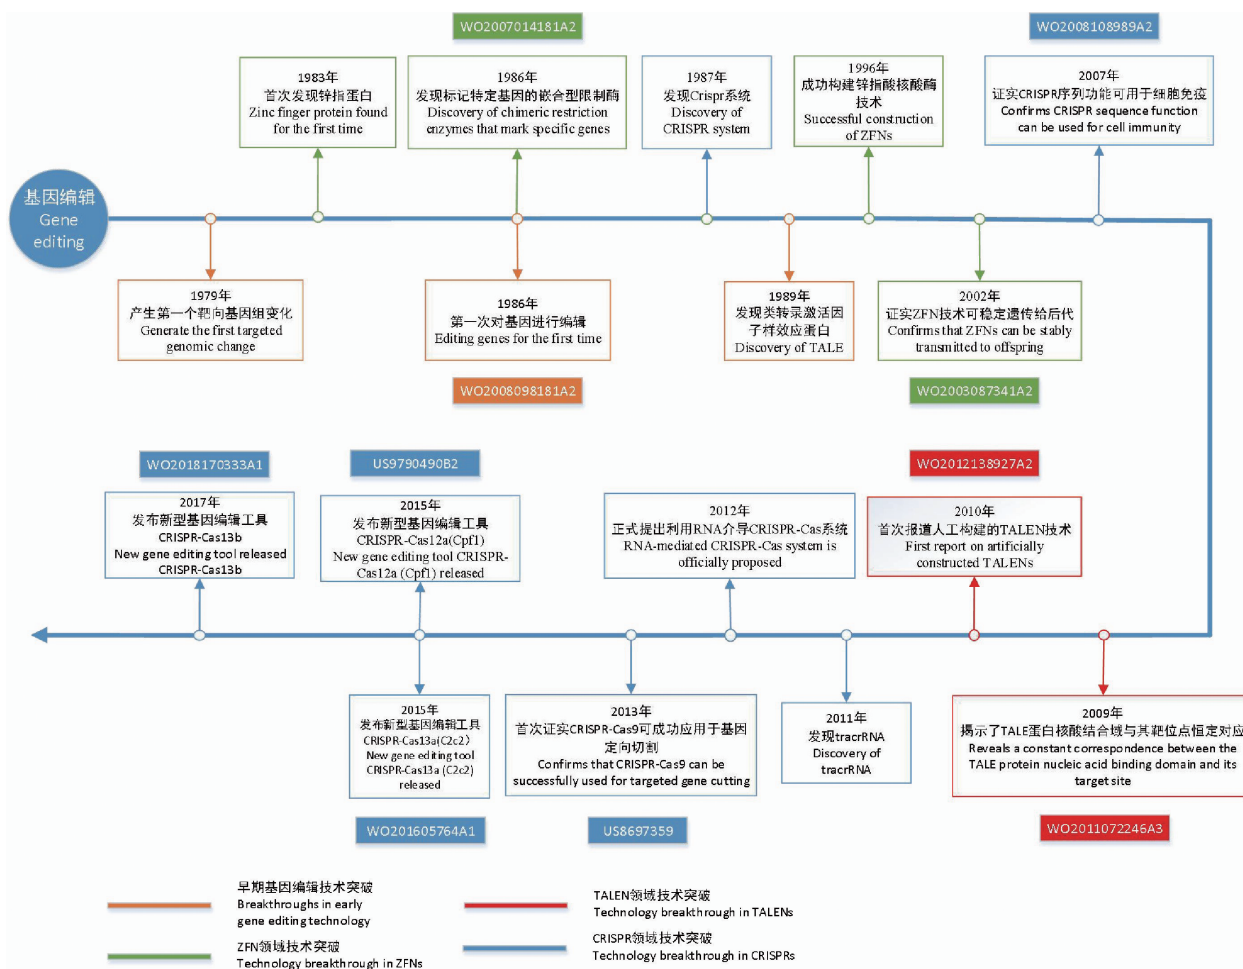 WO2007014181A2
WO2008108989A2
1983年
首次发现锌指蛋白
Zinc finger protein found
for the first time
1986年
发现标记特定基因的嵌合型限制酶
Discovery of chimeric restriction
enzymes that mark specific genes
1987年
发现Crispr系统
Discovery of
CRISPR system
1996年
成功构建锌指酸核酸酶
技术
Successful construction
of ZFNs
2007年
证实CRISPR序列功能可用于细胞免疫
Confirms CRISPR sequence function
can be used for cell immunity
基因编辑
Gene
editing
1979年
产生第一个靶向基因组变化
Generate the first targeted
genomic change
1986年
第一次对基因进行编辑
Editing genes for the first time
1989年
发现类转录激活因
子样效应蛋白
Discovery of TALE
2002年
证实ZFN技术可稳定遗传给后代
Confirms that ZFNs can be stably
transmitted to offspring
WO2008098181A2
WO2003087341A2
WO2018170333A1
US9790490B2
WO2012138927A2
2017年
发布新型基因编辑工具
CRISPR-Cas13b
New gene editing tool released
CRISPR-Cas13b
2015年
发布新型基因编辑工具
CRISPR-Cas12a(Cpf1)
New gene editing tool CRISPR-
Cas12a (Cpf1) released
2012年
正式提出利用RNA介导CRISPR-Cas系统
RNA-mediated CRISPR-Cas system is
officially proposed
2010年
首次报道人工构建的TALEN技术
First report on artificially
constructed TALENs
2015年
发布新型基因编辑工具
CRISPR-Cas13a(C2c2）
New gene editing tool
CRISPR-Cas13a (C2c2)
released
2013年
首次证实CRISPR-Cas9可成功应用于基因
定向切割
Confirms that CRISPR-Cas9 can be
successfully used for targeted gene cutting
2011年
发现tracrRNA
Discovery of
tracrRNA
2009年
揭示了TALE蛋白核酸结合域与其靶位点恒定对应
Reveals a constant correspondence between the
TALE protein nucleic acid binding domain and its
target site
WO201605764A1
US8697359
WO2011072246A3
早期基因编辑技术突破
Breakthroughs in early
gene editing technology
TALEN领域技术突破
Technology breakthrough in TALENs
ZFN领域技术突破
Technology breakthrough in ZFNs
CRISPR领域技术突破
Technology breakthrough in CRISPRs